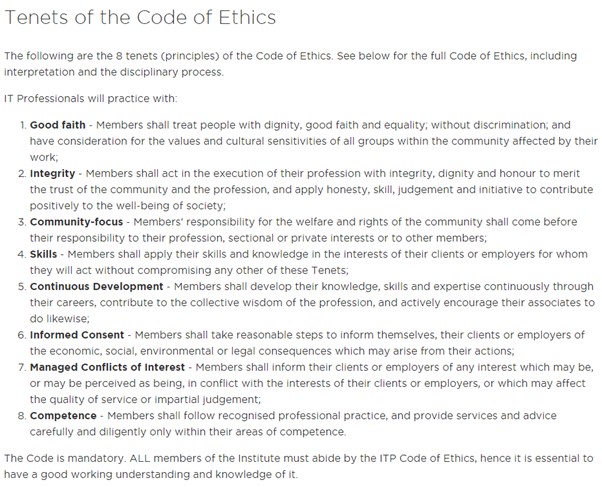 Tenets of the Code of Ethics
The following are the 8 tenets (principles) of the Code of Ethics. See below for the full Code of Ethics, including
interpretation and the disciplinary process.
IT Professionals will practice with:
1. Good faith - Members shall treat people with dignity, good faith and equality; without discrimination; and
have consideration for the values and cultural sensitivities of all groups within the community affected by their
work;
2. Integrity - Members shall act in the execution of their profession with integrity, dignity and honour to merit
the trust of the community and the profession, and apply honesty, skill, judgement and initiative to contribute
positively to the well-being of society;
3. Community-focus - Members' responsibility for the welfare and rights of the community shall come before
their responsibility to their profession, sectional or private interests or to other members;
4. Skills - Members shall apply their skills and knowledge in the interests of their clients or employers for whom
they will act without compromising any other of these Tenets;
5. Continuous Development - Members shall develop their knowledge, skills and expertise continuously through
their careers, contribute to the collective wisdom of the profession, and actively encourage their associates to
do likewise;
6. Informed Consent - Members shall take reasonable steps to inform themselves, their clients or employers of
the economic, social, environmental or legal consequences which may arise from their actions;
7. Managed Conflicts of Interest - Members shall inform their clients or employers of any interest which may be,
or may be perceived as being, in conflict with the interests of their clients or employers, or which may affect
the quality of service or impartial judgement;
8. Competence - Members shall follow recognised professional practice, and provide services and advice
carefully and diligently only within their areas of competence.
The Code is mandatory. ALL members of the Institute must abide by the ITP Code of Ethics, hence it is essential to
have a good working understanding and knowledge of it.